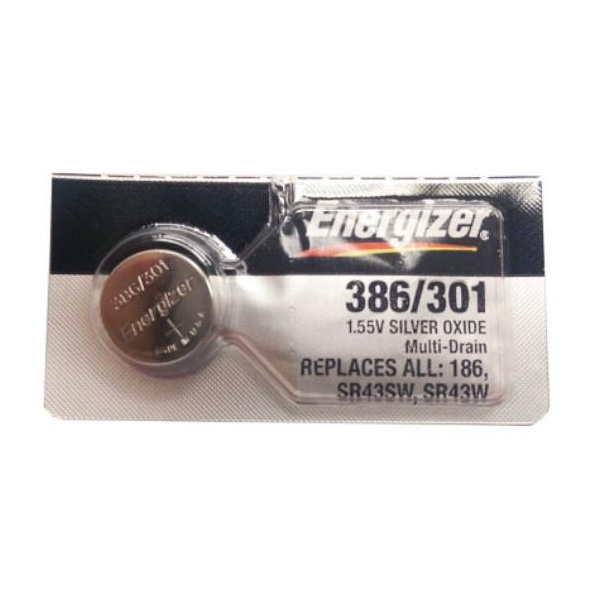 Energizer
386/301
1.55V SILVER OXIDE
Multi-Drain
REPLACES ALL: 186,
SR43SW, SR43W
386/301
Energizer